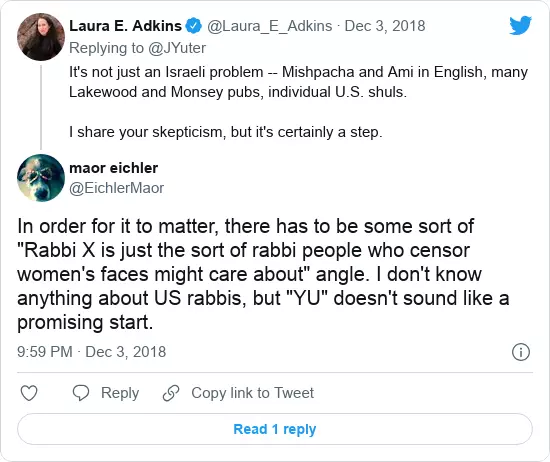 Laura E. Adkins @Laura_E_Adkins · Dec 3, 2018
Replying to @JYuter
It's not just an Israeli problem -- Mishpacha and Ami in English, many
Lakewood and Monsey pubs, individual U.S. shuls.
I share your skepticism, but it's certainly a step.
maor eichler
@EichlerMaor
In order for it to matter, there has to be some sort of
"Rabbi X is just the sort of rabbi people who censor
women's faces might care about" angle. I don't know
anything about US rabbis, but "YU" doesn't sound like a
promising start.
9:59 PM · Dec 3, 2018
Reply Copy link to Tweet
Read 1 reply